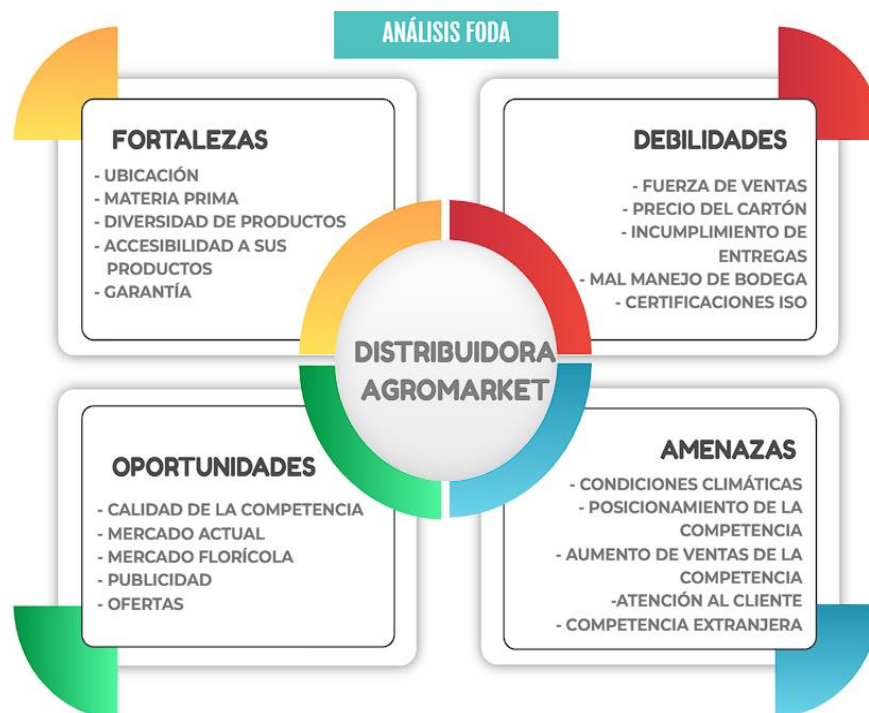 ANÁLISIS FODA
FORTALEZAS
- UBICACIÓN
- MATERIA PRIMA
- DIVERSIDAD DE PRODUCTOS
- ACCESIBILIDAD A SUS
PRODUCTOS
- GARANTÍA
DEBILIDADES
- FUERZA DE VENTAS
- PRECIO DEL CARTÓN
- INCUMPLIMIENTO DE
ENTREGAS
- MAL MANEJO DE BODEGA
- CERTIFICACIONES ISO
DISTRIBUIDORA
AGROMARKET
OPORTUNIDADES
- CALIDAD DE LA COMPETENCIA
- MERCADO ACTUAL
- MERCADO FLORÍCOLA
- PUBLICIDAD
- OFERTAS
AMENAZAS
- CONDICIONES CLIMÁTICAS
- POSICIONAMIENTO DE LA
COMPETENCIA
- AUMENTO DE VENTAS DE LA
COMPETENCIA
-ATENCIÓN AL CLIENTE
- COMPETENCIA EXTRANJERA